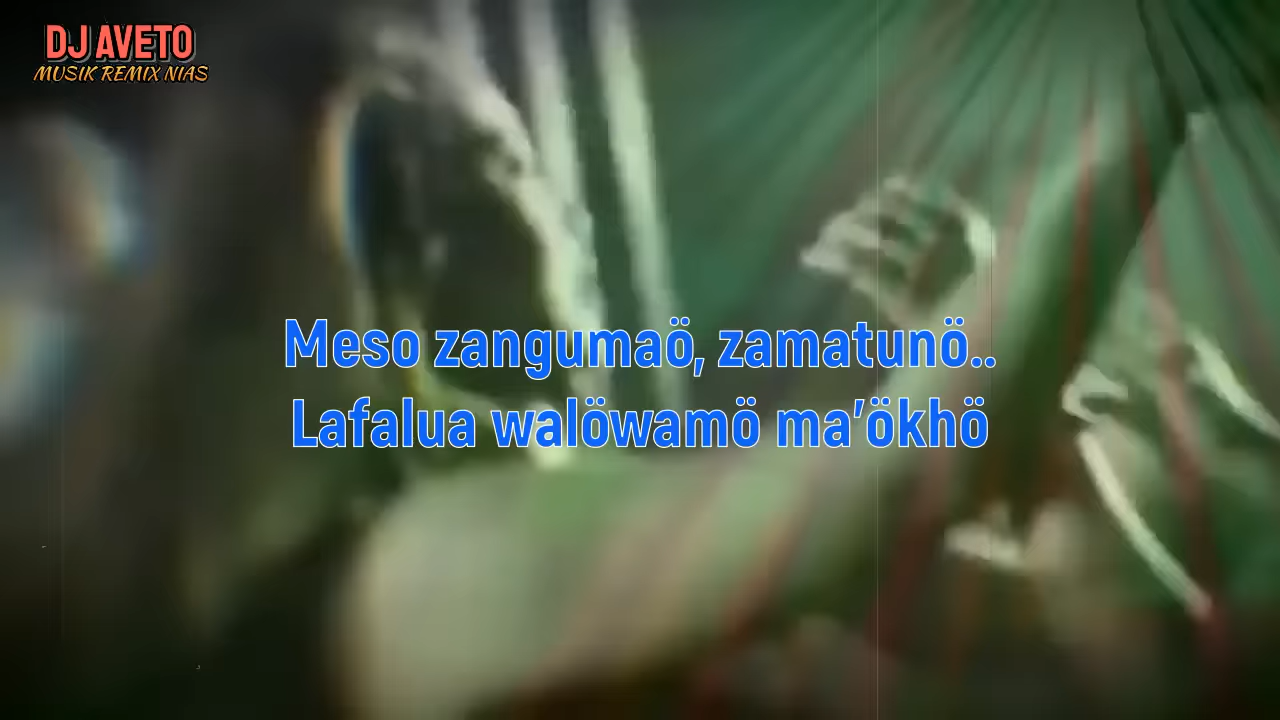 DJ AVETO
MUSIK REMIX NIAS
Meso zangumaö, zamatunö..
Lafalua walöwamö ma'ökhö